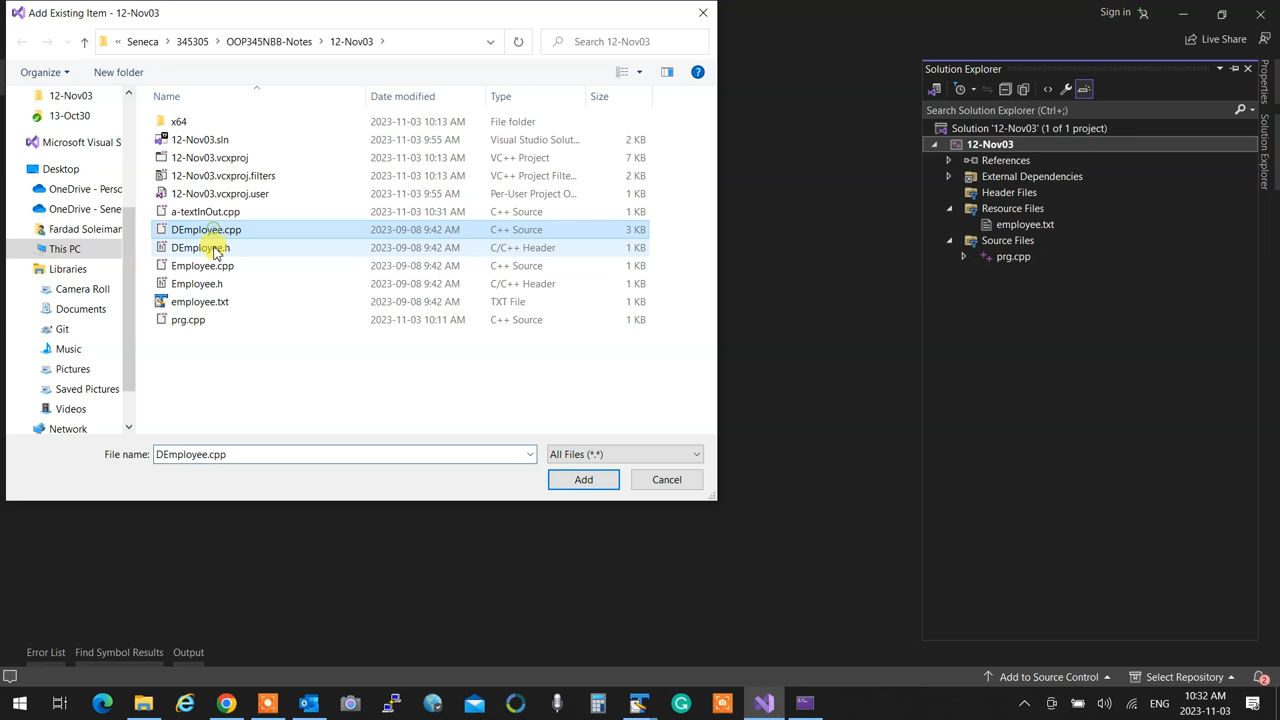 Add Existing Item - 12-Nov03
« Seneca > 345305 > OOP345NBB-Notes > 12-Nov03 >
Search 12-Nov03
Organize
New folder
12-Nov03
13-Oct30
Microsoft Visual S
Desktop
OneDrive - Perso
OneDrive - Sene
Fardad Soleiman
This PC
Libraries
Camera Roll
Documents
Git
Music
Pictures
Saved Pictures
Videos
Network
Name Date modified Type Size
x64 2023-11-03 10:13 AM File folder
12-Nov03.sln 2023-11-03 9:55 AM Visual Studio Solut... 2 KB
12-Nov03.vcxproj 2023-11-03 10:13 AM VC++ Project 7 KB
12-Nov03.vcxproj.filters 2023-11-03 10:13 AM VC++ Project Filte... 2 KB
12-Nov03.vcxproj.user 2023-11-03 9:55 AM Per-User Project O... 1 KB
a-textInOut.cpp 2023-11-03 10:31 AM C++ Source 1 KB
DEmployee.cpp 2023-09-08 9:42 AM C++ Source 3 KB
DEmployee.h 2023-09-08 9:42 AM C/C++ Header 1 KB
Employee.cpp 2023-09-08 9:42 AM C++ Source 1 KB
Employee.h 2023-09-08 9:42 AM C/C++ Header 1 KB
employee.txt 2023-09-08 9:42 AM TXT File 1 KB
prg.cpp 2023-11-03 10:11 AM C++ Source 1 KB
File name: DEmployee.cpp
All Files (*.*)
Add Cancel
Sign in
Live Share
Solution Explorer
Search Solution Explorer (Ctrl+;)
Solution '12-Nov03' (1 of 1 project)
12-Nov03
References
External Dependencies
Header Files
Resource Files
employee.txt
Source Files
prg.cpp
Properties
Solution Explorer
Error List Find Symbol Results Output
Add to Source Control
Select Repository
2
ENG
10:32 AM
2023-11-03